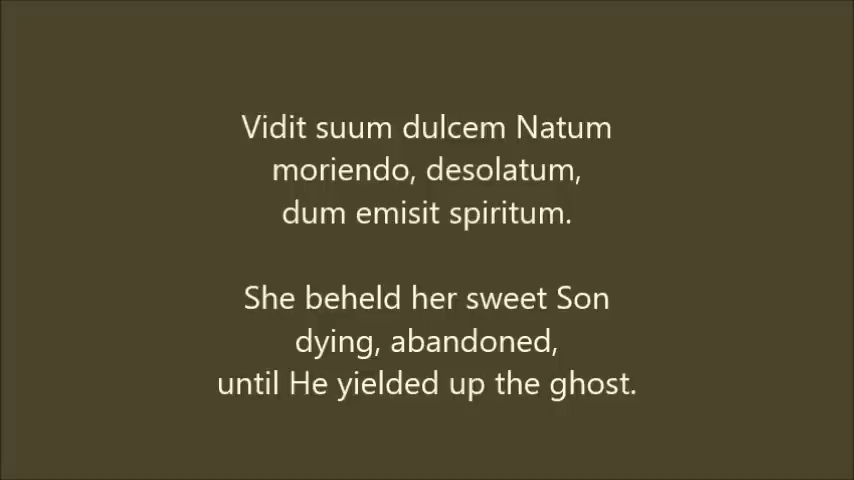 Vidit suum dulcem Natum
moriendo, desolatum,
dum emisit spiritum.
She beheld her sweet Son
dying, abandoned,
until He yielded up the ghost.